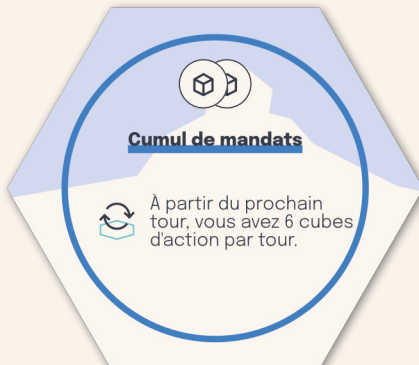 Cumul de mandats
À partir du prochain
tour, vous avez 6 cubes
d'action par tour.